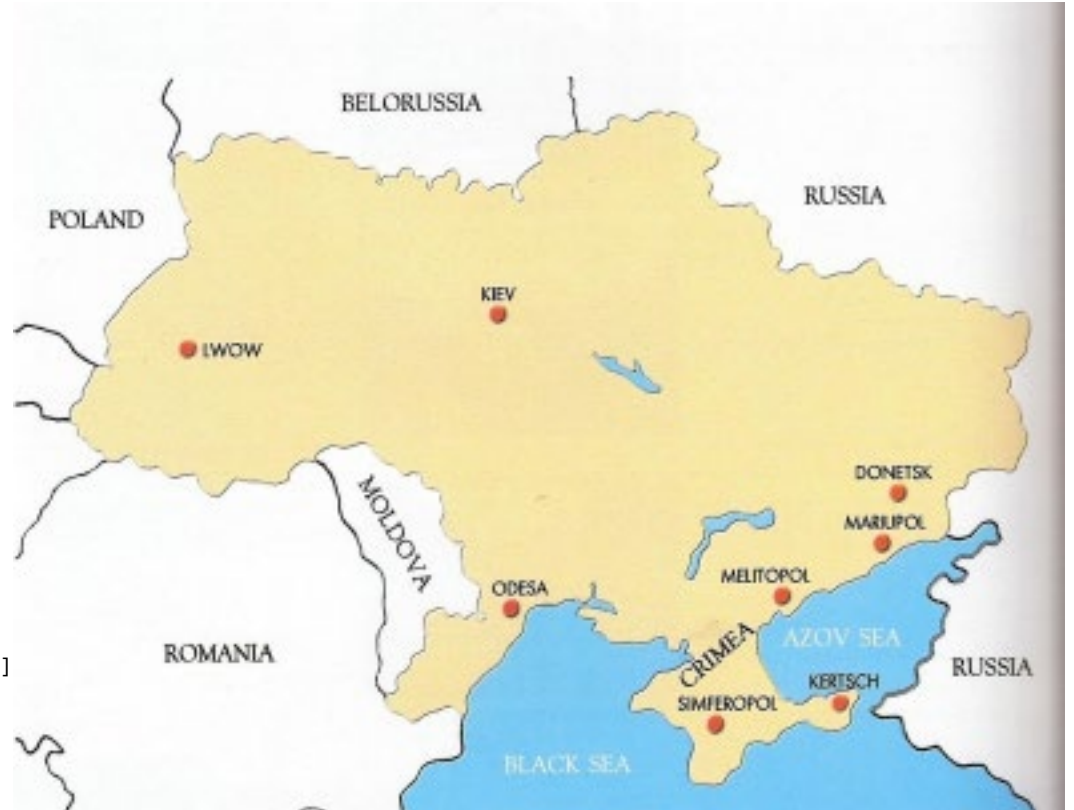 BELORUSSIA
RUSSIA
POLAND
KIEV
LWOW
DONETSK
MOLDOVA
MARIUPOL
MELITOPOL
ODESA
AZOV SEA
CRIMEA
ROMANIA
]
RUSSIA
KERTSCH
SIMFEROPOL
BLACK SEA